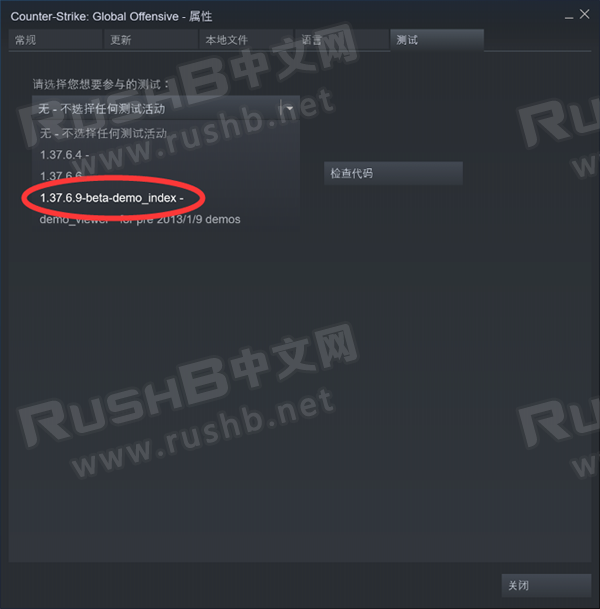 Counter-Strike: Global Offensive - 属性
常规 更新 本地文件 语言 测试
请选择您想要参与的测试：
无 - 不选择任何测试活动
无 - 不选择任何测试活动
1.37.6.4 -
1.37.6.6
检查代码
1.37.6.9-beta-demo_index -
demo_viewer - for pre 2013/1/9 demos
关闭
RushB中文网
www.rushb.net
RushB中文网
www.rushb.net